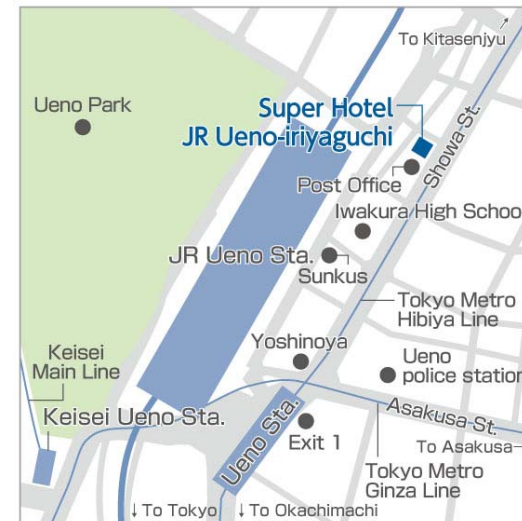 To Kitasenjyu
Ueno Park
Super Hotel
JR Ueno-iriyaguchi
Showa St.
Post Office
Iwakura High School
JR Ueno Sta.
Sunkus
Tokyo Metro
Hibiya Line
Yoshinoya
Keisei
Main Line
Ueno
police station
Keisei Ueno Sta.
Ueno Sta.
Asakusa St.
Exit 1
To Asakusa
Tokyo Metro
Ginza Line
↓To Tokyo
↓To Okachimachi